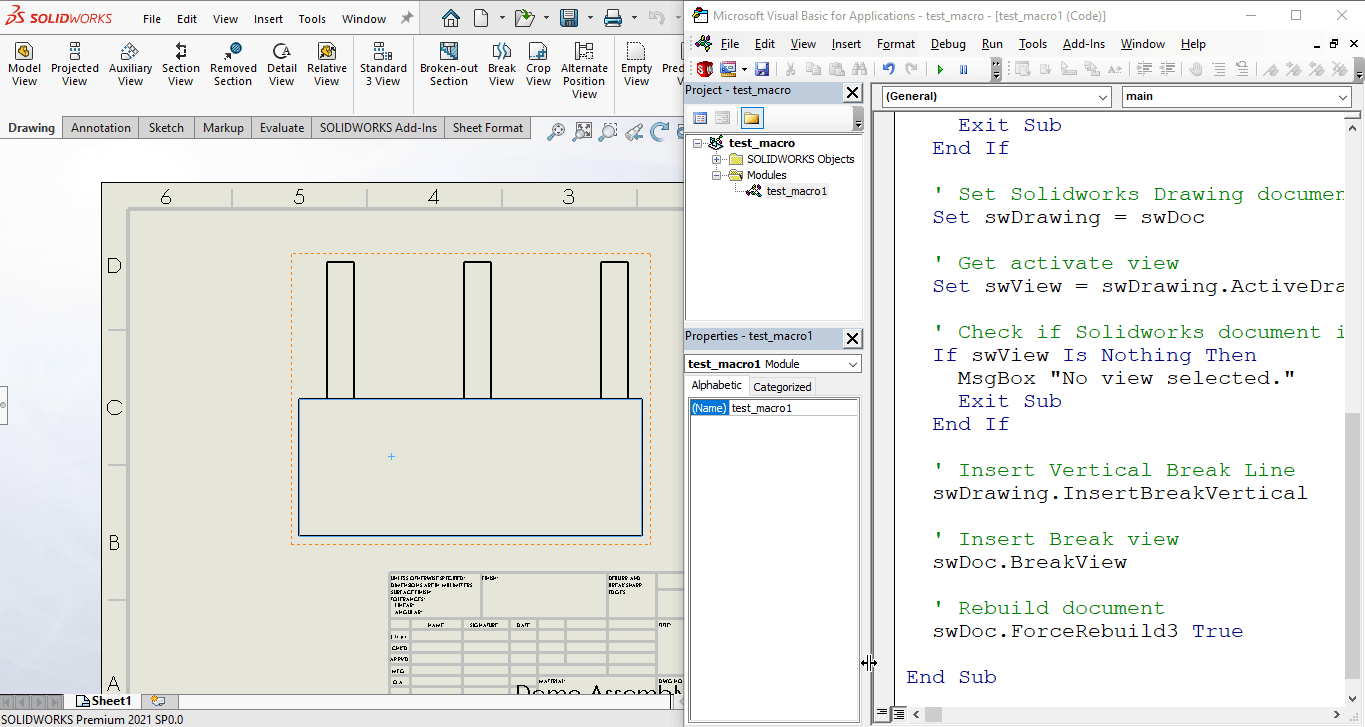 SOLIDWORKS File Edit View Insert Tools Window
Model View
Projected View
Auxiliary View
Section View
Removed Section
Detail View
Relative View
Standard 3 View
Broken-out Section
Break View
Crop View
Alternate Position View
Empty View
Drawing Annotation Sketch Markup Evaluate SOLIDWORKS Add-Ins Sheet Format
6 5 4 3
D
C
B
A
NAME SIGNATURE DATE
Sheet1
SOLIDWORKS Premium 2021 SP0.0
Microsoft Visual Basic for Applications - test_macro - [test_macro1 (Code)]
File Edit View Insert Format Debug Run Tools Add-Ins Window Help
Project - test_macro
test_macro
SOLIDWORKS Objects
Modules
test_macro1
Properties - test_macro1
test_macro1 Module
Alphabetic Categorized
(Name) test_macro1
(General) main
Exit Sub
End If
' Set Solidworks Drawing documen
Set swDrawing = swDoc
' Get activate view
Set swView = swDrawing.ActiveDra
' Check if Solidworks document i
If swView Is Nothing Then
MsgBox "No view selected."
Exit Sub
End If
' Insert Vertical Break Line
swDrawing.InsertBreakVertical
' Insert Break view
swDoc.BreakView
' Rebuild document
swDoc.ForceRebuild3 True
End Sub